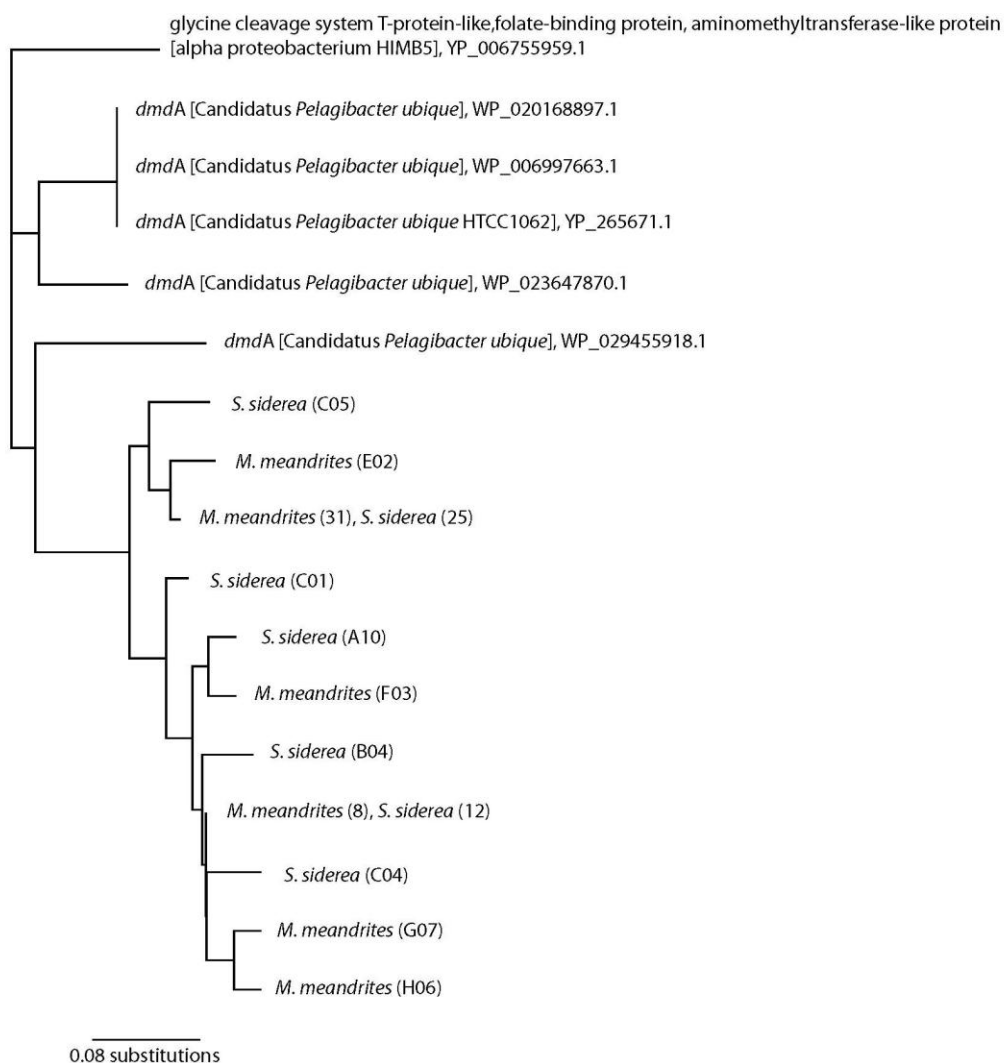 glycine cleavage system T-protein-like,folate-binding protein, aminomethyltransferase-like protein
[alpha proteobacterium HIMB5], YP_006755959.1
dmdA [Candidatus Pelagibacter ubique], WP_020168897.1
dmdA [Candidatus Pelagibacter ubique], WP_006997663.1
dmdA [Candidatus Pelagibacter ubique HTCC1062], YP_265671.1
dmdA [Candidatus Pelagibacter ubique], WP_023647870.1
dmdA [Candidatus Pelagibacter ubique], WP_029455918.1
S. siderea (C05)
M. meandrites (E02)
M. meandrites (31), S. siderea (25)
S. siderea (C01)
S. siderea (A10)
M. meandrites (F03)
S. siderea (B04)
M. meandrites (8), S. siderea (12)
S. siderea (C04)
M. meandrites (G07)
M. meandrites (H06)
0.08 substitutions